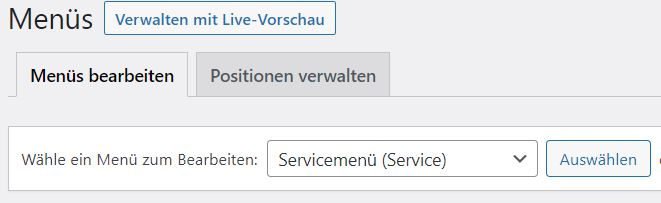 Menüs Verwalten mit Live-Vorschau
Menüs bearbeiten Positionen verwalten
Wähle ein Menü zum Bearbeiten: Servicemenü (Service) Auswählen